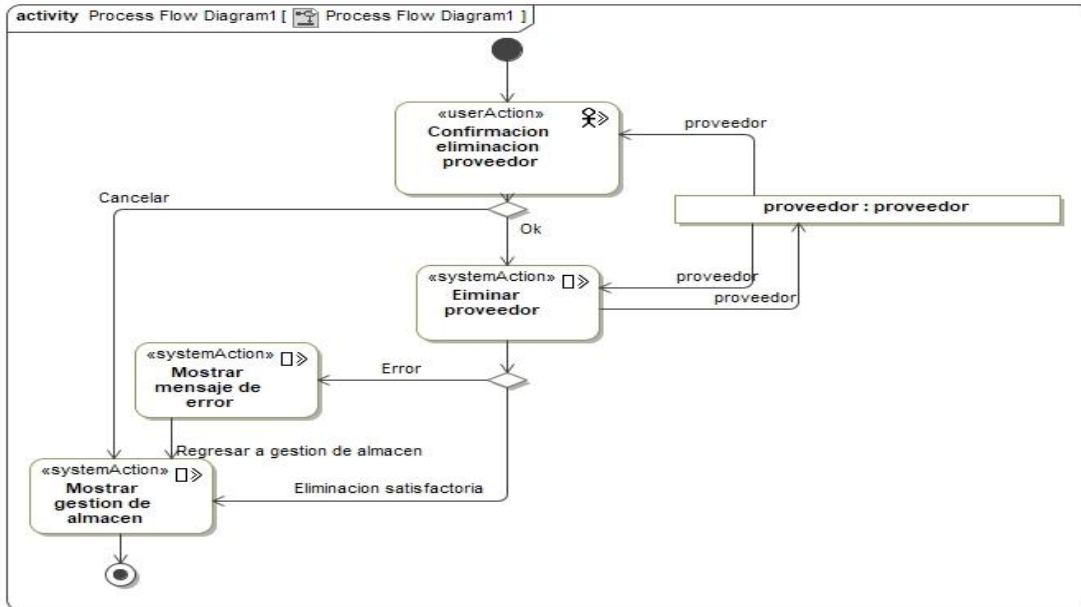 activity Process Flow Diagram1 [ Process Flow Diagram1 ]
«userAction»
Confirmacion
eliminacion
proveedor
proveedor
Cancelar
proveedor : proveedor
Ok
«systemAction»
Eiminar
proveedor
proveedor
proveedor
«systemAction»
Mostrar
mensaje de
error
Error
Regresar a gestion de almacen
«systemAction»
Mostrar
gestion de
almacen
Eliminacion satisfactoria